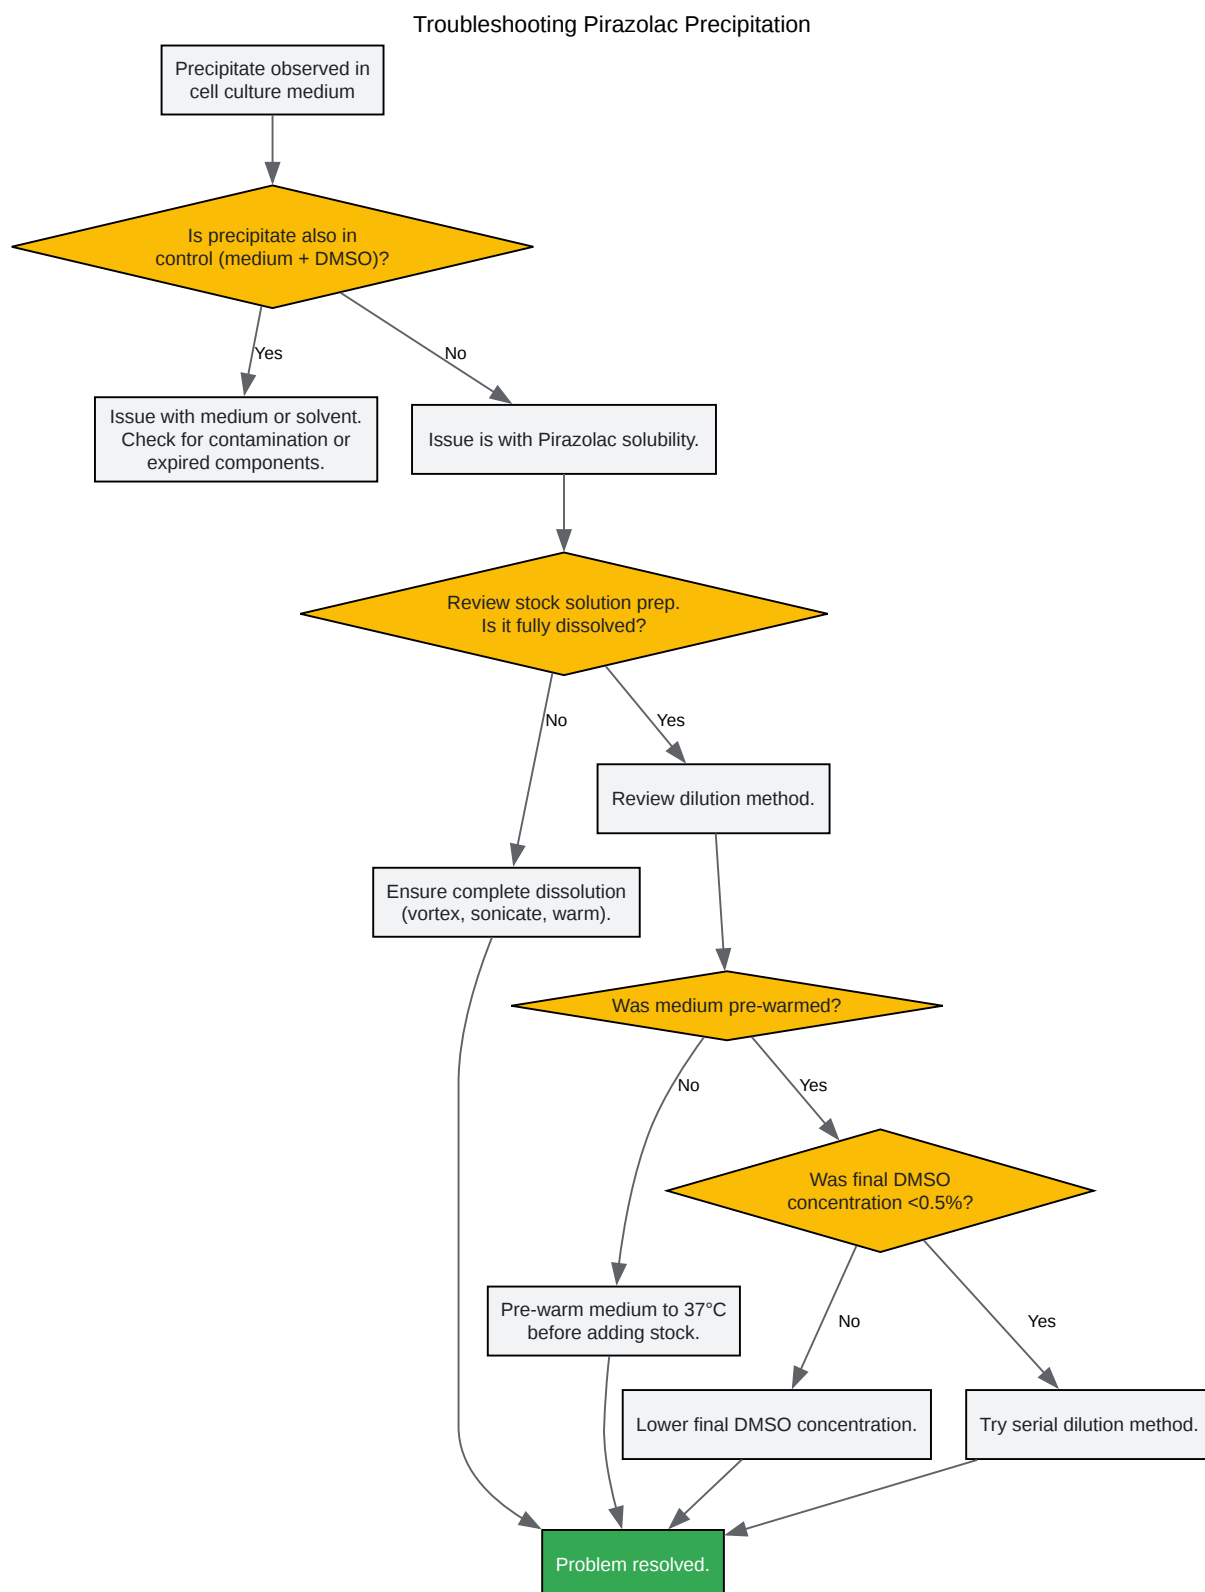 Troubleshooting Pirazolac Precipitation
Precipitate observed in
cell culture medium
Is precipitate also in
control (medium + DMSO)?
Yes
No
Issue with medium or solvent.
Check for contamination or
expired components.
Issue is with Pirazolac solubility.
Review stock solution prep.
Is it fully dissolved?
No
Yes
Review dilution method.
Ensure complete dissolution
(vortex, sonicate, warm).
Was medium pre-warmed?
No
Yes
Was final DMSO
concentration <0.5%?
Pre-warm medium to 37°C
before adding stock.
No
Yes
Lower final DMSO concentration.
Try serial dilution method.
Problem resolved.